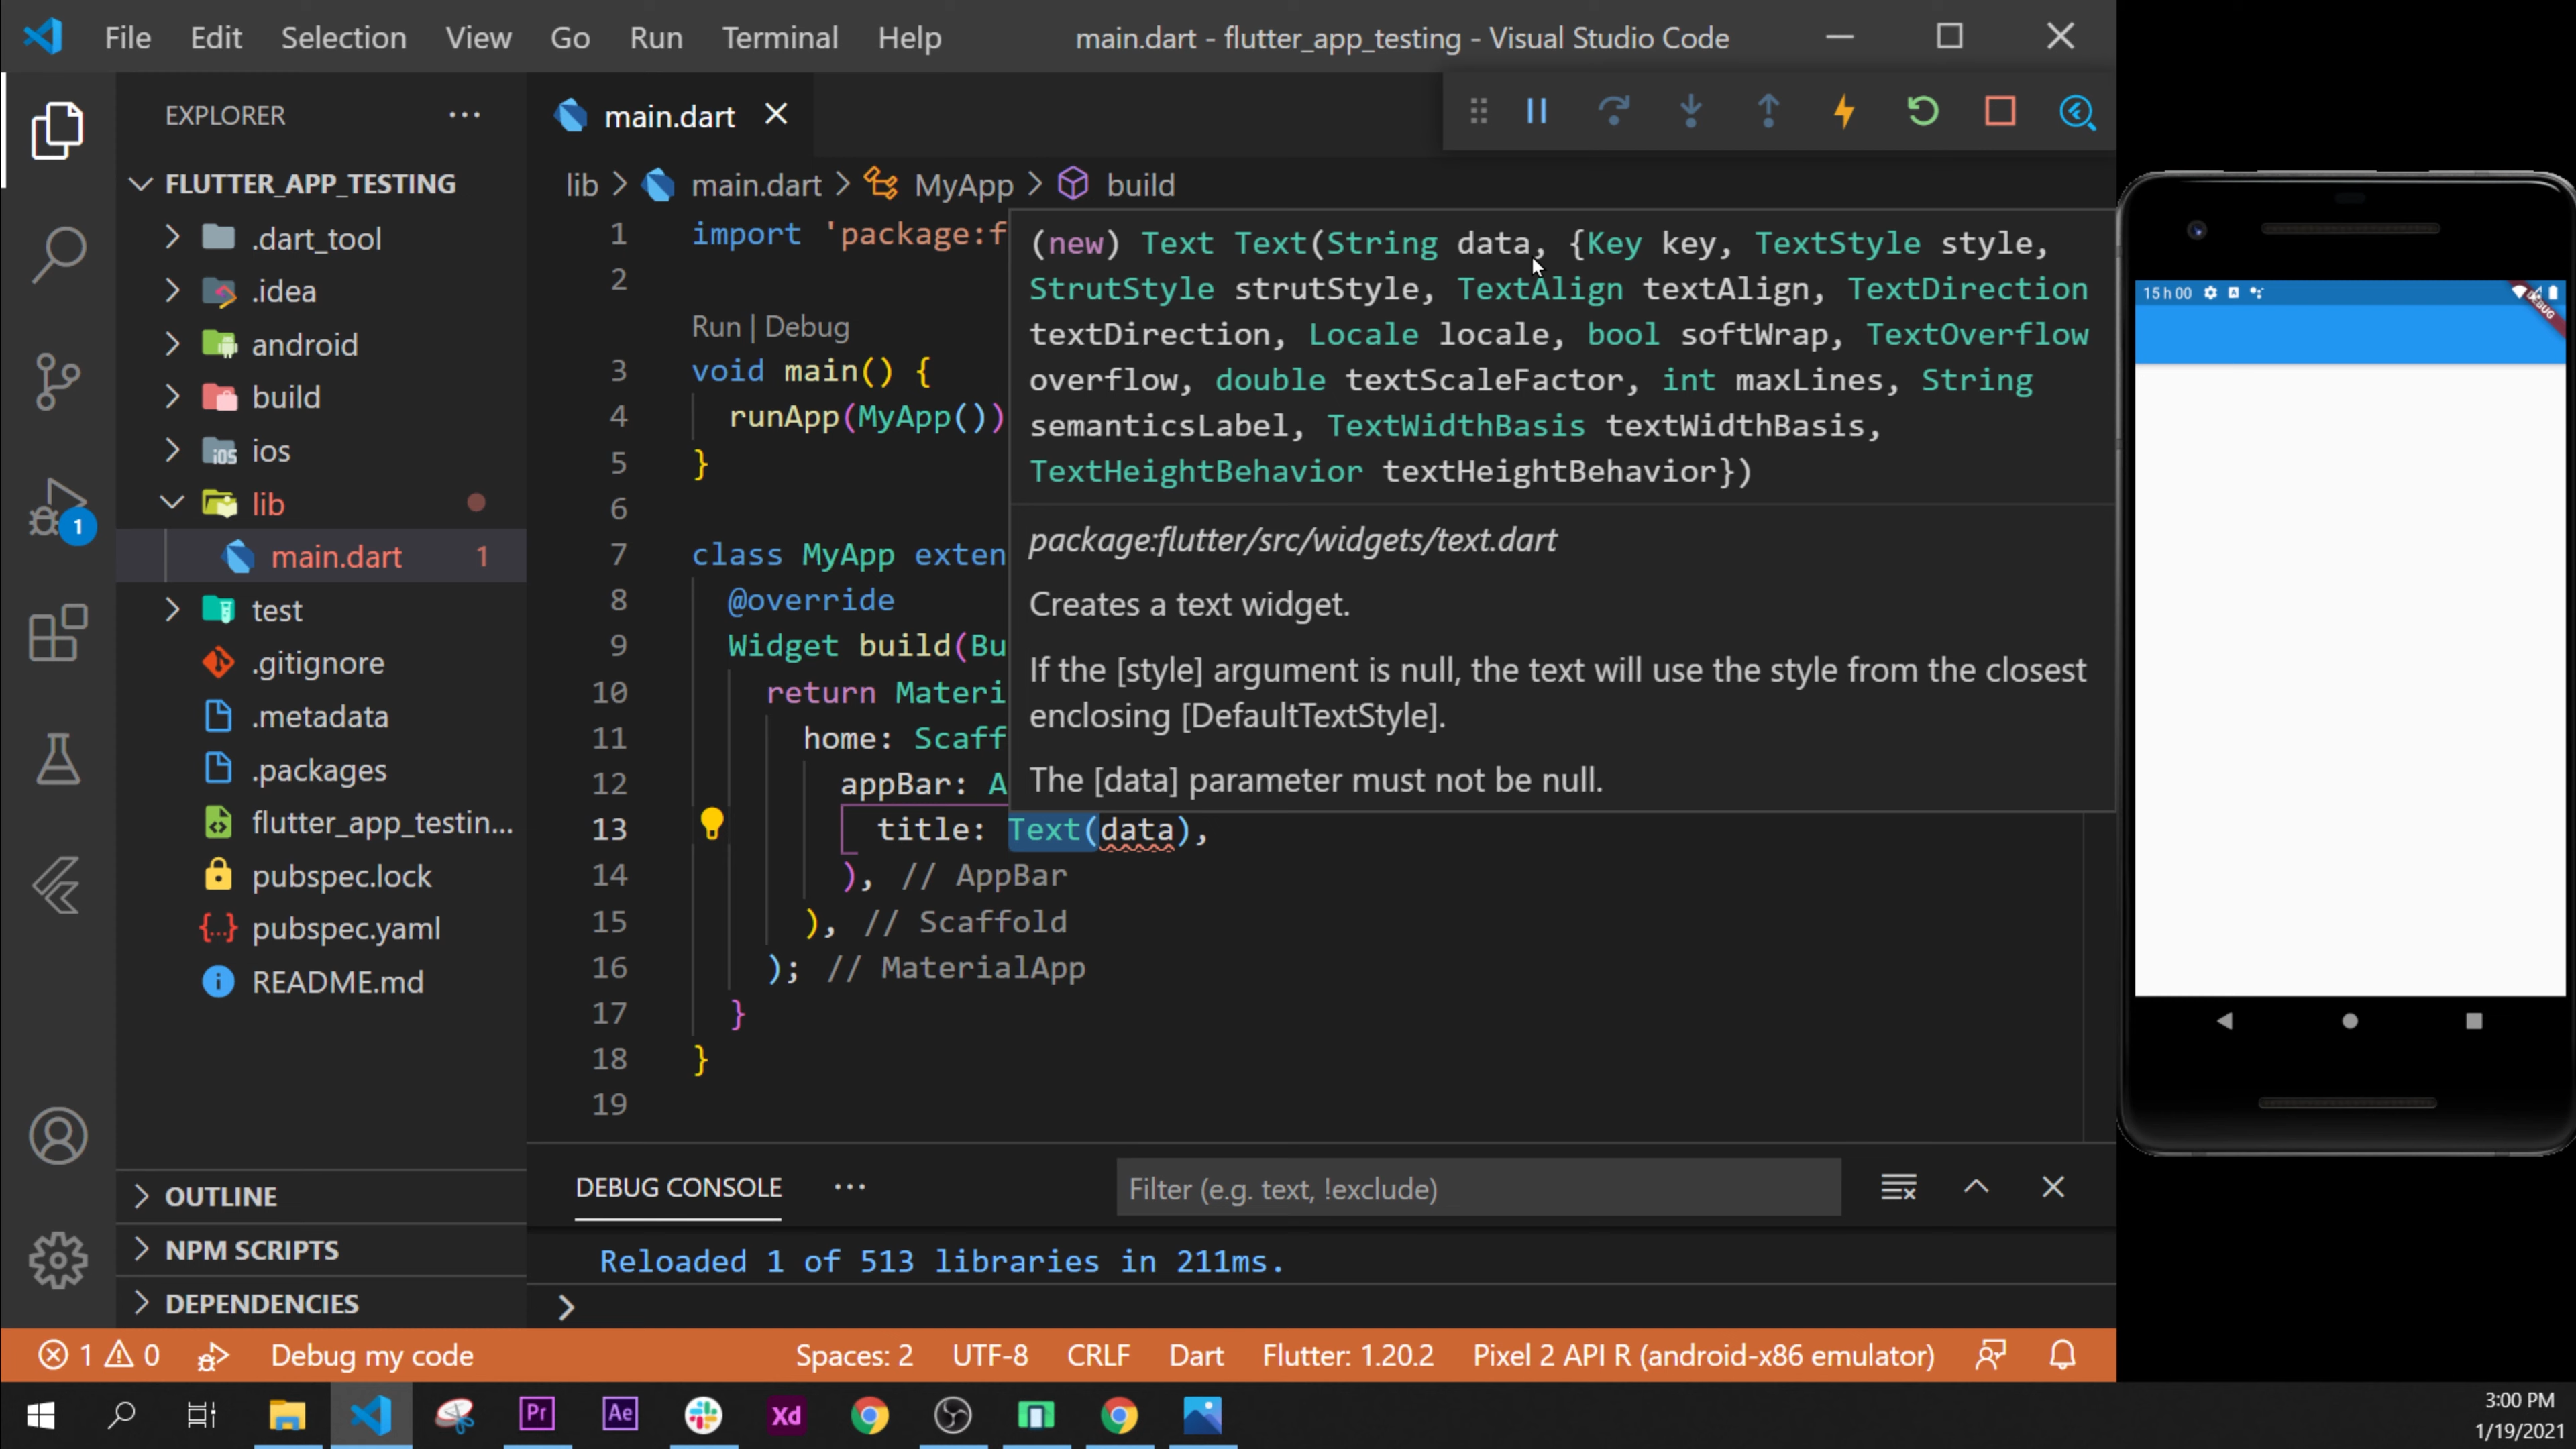 File Edit Selection View Go Run Terminal Help
main.dart - flutter_app_testing - Visual Studio Code
EXPLORER
main.dart
FLUTTER_APP_TESTING
.dart_tool
.idea
android
build
ios
lib
main.dart 1
test
.gitignore
.metadata
.packages
flutter_app_testin...
pubspec.lock
pubspec.yaml
README.md
OUTLINE
NPM SCRIPTS
DEPENDENCIES
1
lib > main.dart > MyApp > build
1 import 'package:f
2
Run | Debug
3 void main() {
4 runApp(MyApp())
5 }
6
7 class MyApp exten
8 @override
9 Widget build(Bu
10 return Materi
11 home: Scaff
12 appBar: A
13 title: Text(data),
14 ), // AppBar
15 ), // Scaffold
16 ); // MaterialApp
17 }
18 }
19
(new) Text Text(String data, {Key key, TextStyle style,
StrutStyle strutStyle, TextAlign textAlign, TextDirection
textDirection, Locale locale, bool softWrap, TextOverflow
overflow, double textScaleFactor, int maxLines, String
semanticsLabel, TextWidthBasis textWidthBasis,
TextHeightBehavior textHeightBehavior})
package:flutter/src/widgets/text.dart
Creates a text widget.
If the [style] argument is null, the text will use the style from the closest
enclosing [DefaultTextStyle].
The [data] parameter must not be null.
DEBUG CONSOLE
Filter (e.g. text, !exclude)
Reloaded 1 of 513 libraries in 211ms.
>
1 0 Debug my code
Spaces: 2 UTF-8 CRLF Dart Flutter: 1.20.2 Pixel 2 API R (android-x86 emulator)
15 h 00
DEBUG
Pr Ae Xd
3:00 PM
1/19/2021